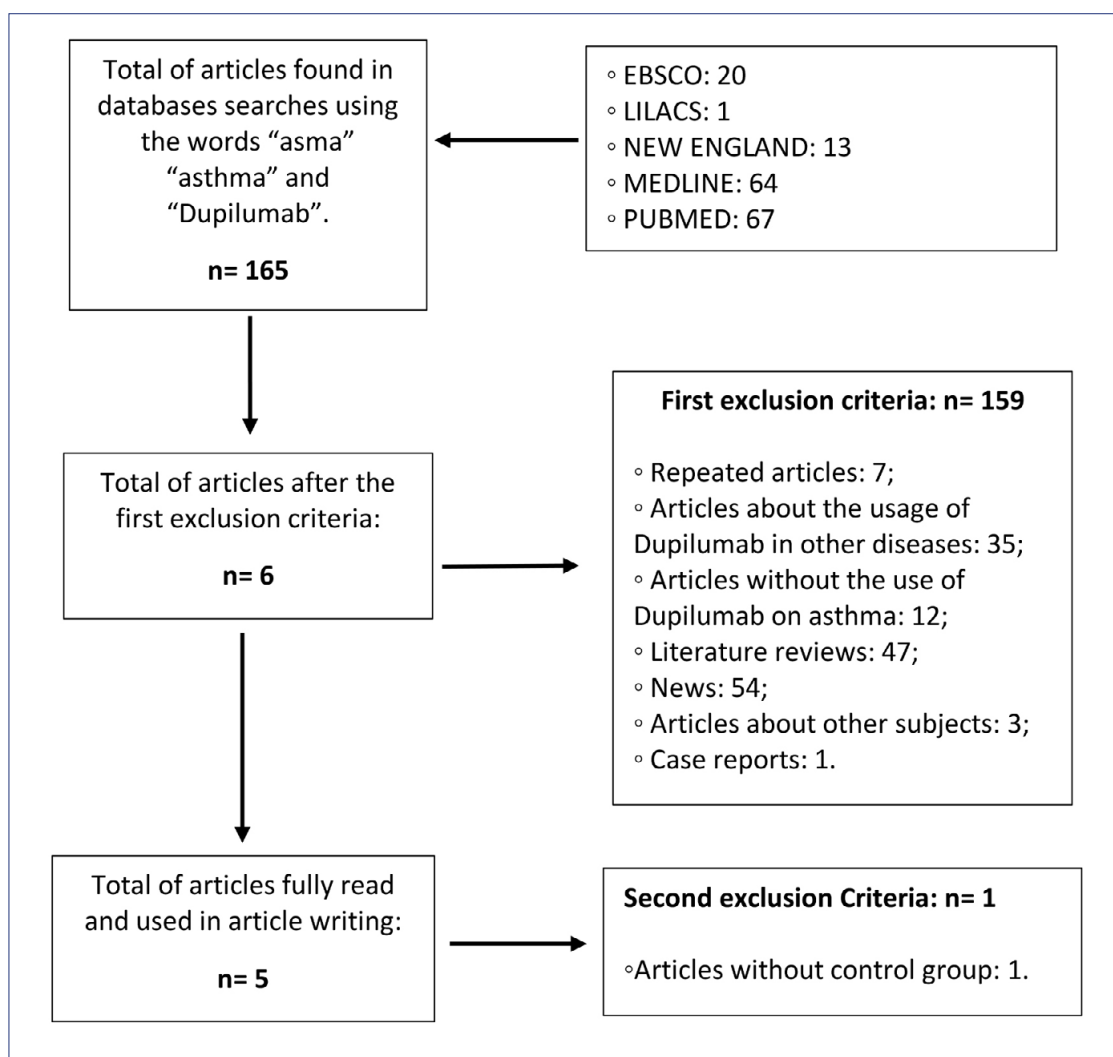 Total of articles found in
databases searches using
the words “asma”
“asthma” and
“Dupilumab”.
n= 165
◦ EBSCO: 20
◦ LILACS: 1
◦ NEW ENGLAND: 13
◦ MEDLINE: 64
◦ PUBMED: 67
Total of articles after the
first exclusion criteria:
n= 6
First exclusion criteria: n= 159
◦ Repeated articles: 7;
◦ Articles about the usage of
Dupilumab in other diseases: 35;
◦ Articles without the use of
Dupilumab on asthma: 12;
◦ Literature reviews: 47;
◦ News: 54;
◦ Articles about other subjects: 3;
◦ Case reports: 1.
Total of articles fully read
and used in article writing:
n= 5
Second exclusion Criteria: n= 1
◦Articles without control group: 1.